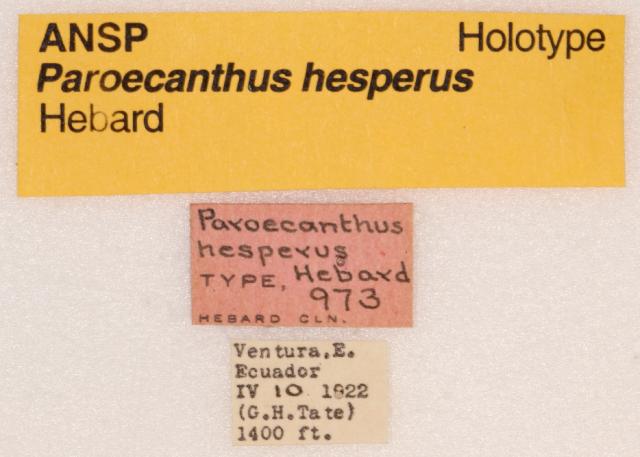 ANSP Holotype
Paroecanthus hesperus
Hebard
Paroecanthus
hesperus
TYPE, Hebard
973
HEBARD CLN.
Ventura,E.
Ecuador
IV 10 1922
(G.H.Tate)
1400 ft.